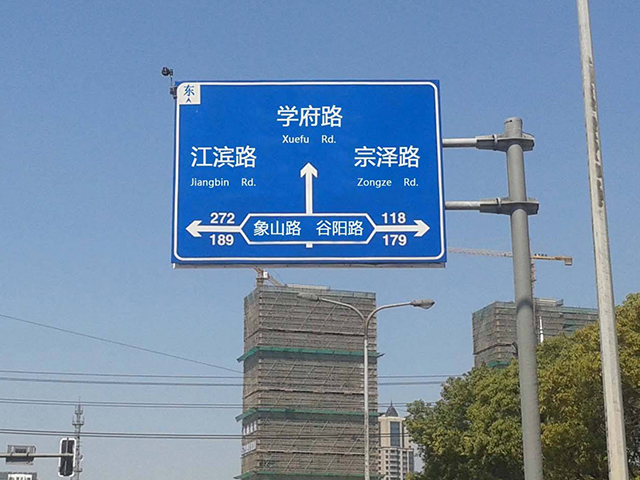 东
学府路
Xuefu Rd.
江滨路
Jiangbin Rd.
宗泽路
Zongze Rd.
272
189
象山路 谷阳路
118
179